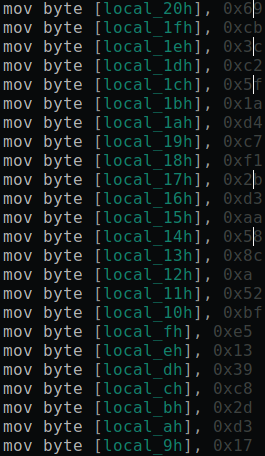 mov byte [local_20h], 0x69
mov byte [local_1fh], 0xcb
mov byte [local_1eh], 0x3c
mov byte [local_1dh], 0xc2
mov byte [local_1ch], 0x5f
mov byte [local_1bh], 0x1a
mov byte [local_1ah], 0xd4
mov byte [local_19h], 0xc7
mov byte [local_18h], 0xf1
mov byte [local_17h], 0x2b
mov byte [local_16h], 0xd3
mov byte [local_15h], 0xaa
mov byte [local_14h], 0x58
mov byte [local_13h], 0x8c
mov byte [local_12h], 0xa
mov byte [local_11h], 0x52
mov byte [local_10h], 0xbf
mov byte [local_fh], 0xe5
mov byte [local_eh], 0x13
mov byte [local_dh], 0x39
mov byte [local_ch], 0xc8
mov byte [local_bh], 0x2d
mov byte [local_ah], 0xd3
mov byte [local_9h], 0x17